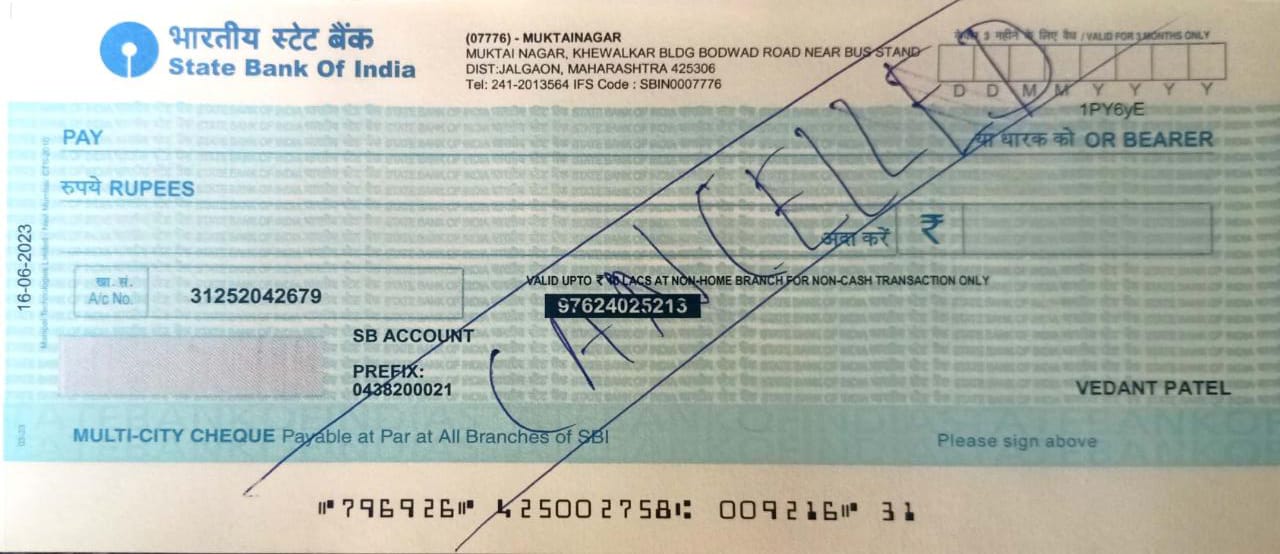 भारतीय स्टेट बैंक
State Bank Of India
(07776) - MUKTAINAGAR
MUKTAI NAGAR, KHEWALKAR BLDG BODWAD ROAD NEAR BUS STAND
DIST:JALGAON, MAHARASHTRA 425306
Tel: 241-2013564 IFS Code : SBIN0007776
3 महीने के लिए वैध / VALID FOR 3 MONTHS ONLY
D D M M Y Y Y Y
1PY6yE
PAY
या धारक को OR BEARER
रुपये RUPEES
अदा करें ₹
16-06-2023
खा. सं.
A/c No. 31252042679
VALID UPTO ₹ 10 LACS AT NON-HOME BRANCH FOR NON-CASH TRANSACTION ONLY
97624025213
CANCELLED
SB ACCOUNT
PREFIX:
0438200021
VEDANT PATEL
MULTI-CITY CHEQUE Payable at Par at All Branches of SBI
Please sign above
⑈796926⑈ 425002758⑆ 009216⑈ 31